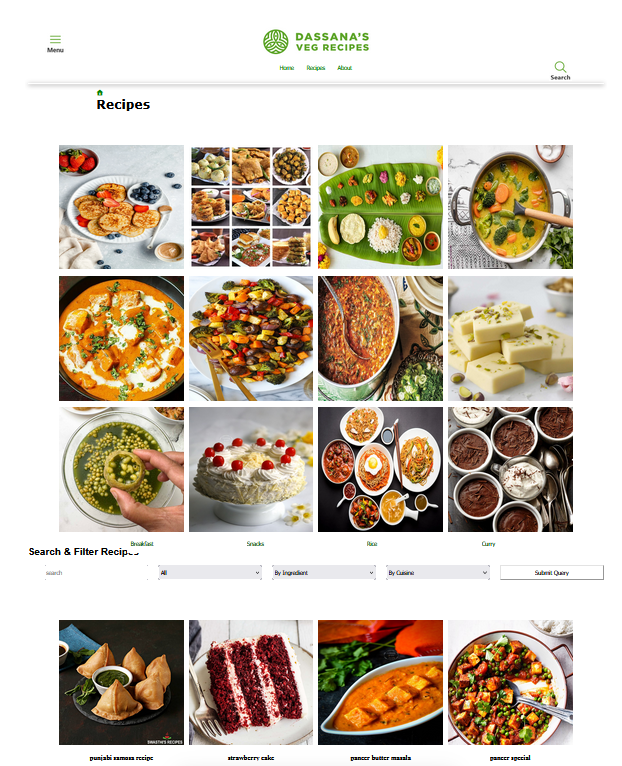 DASSANA'S
VEG RECIPES
Menu
Home Recipes About
Search
Recipes
Breakfast Snacks Rice Curry
Search & Filter Recipes
search All By Ingredient By Cuisine Submit Query
SWASTHI'S RECIPES
punjabi samosa recipe strawberry cake paneer butter masala paneer special